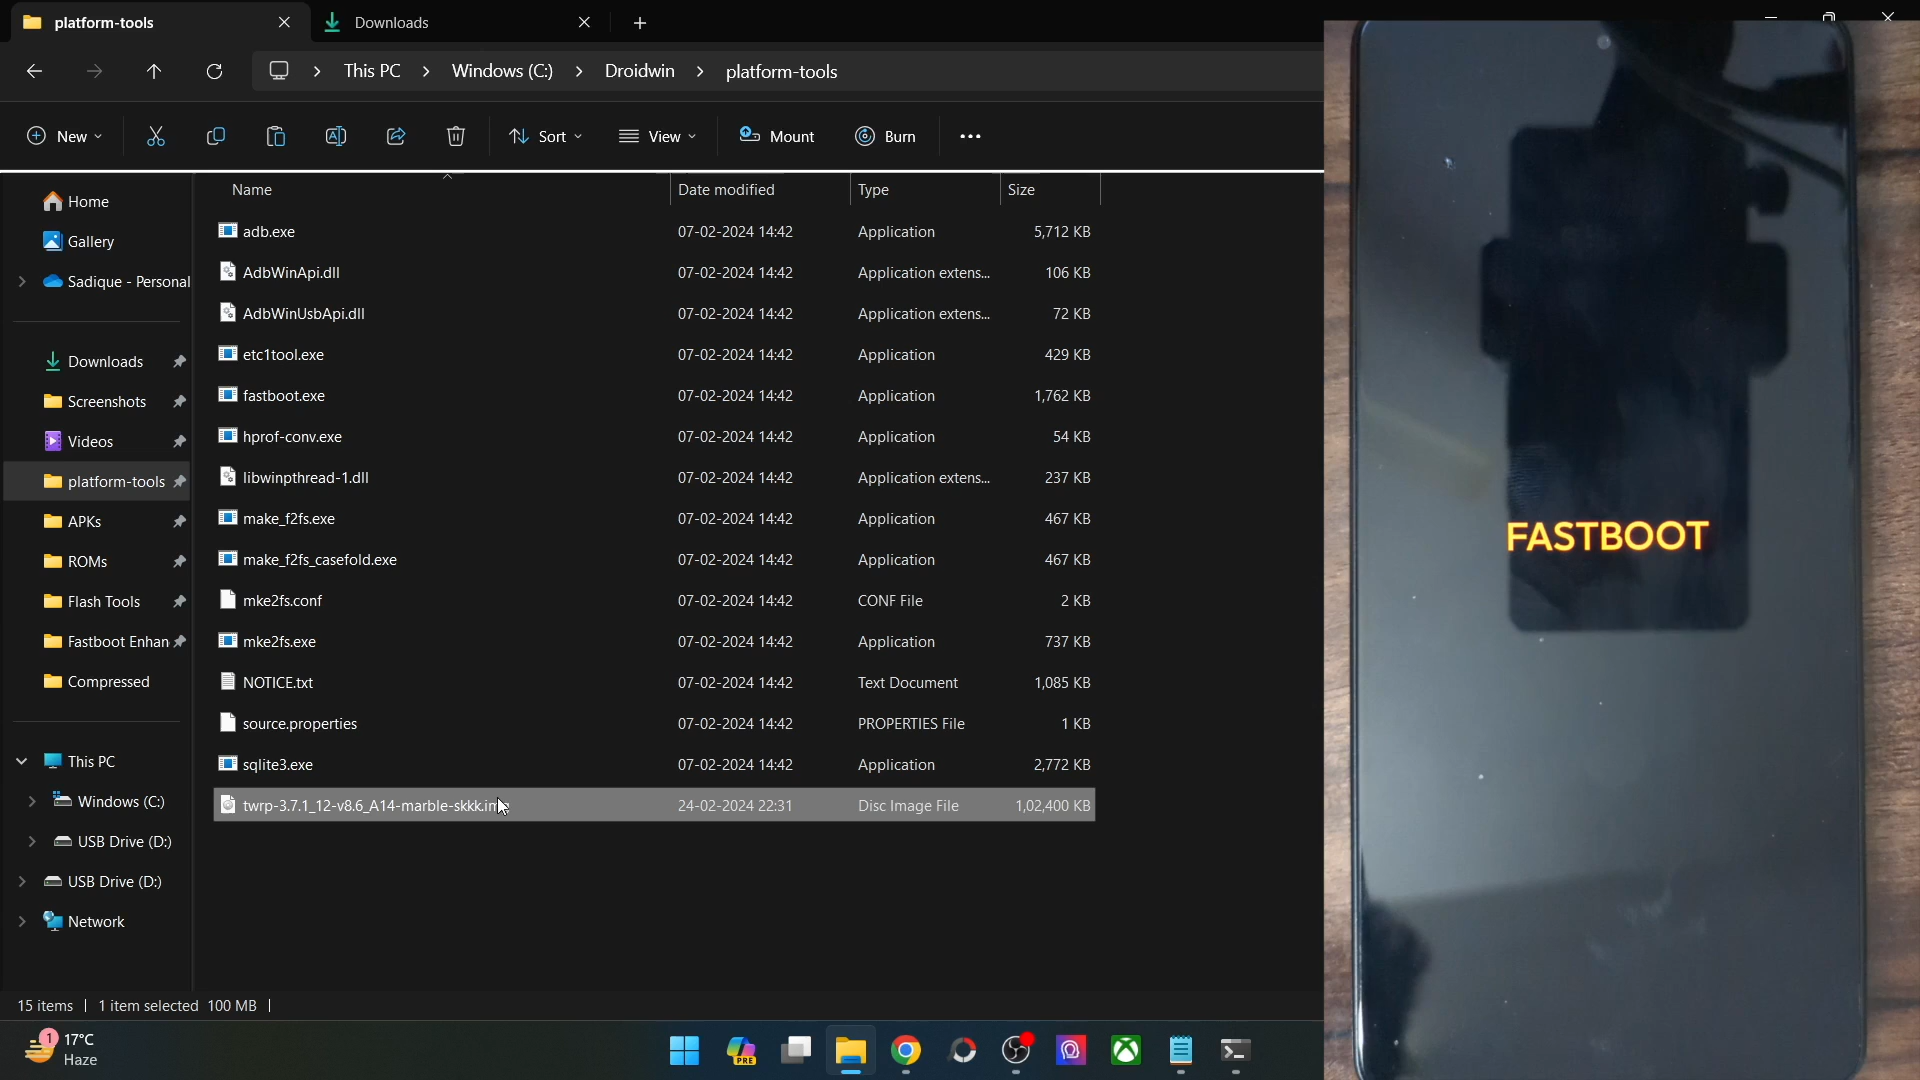 platform-tools
Downloads
This PC > Windows (C:) > Droidwin > platform-tools
New
Sort
View
Mount
Burn
Name
Date modified
Type
Size
Home
Gallery
Sadique - Personal
Downloads
Screenshots
Videos
platform-tools
APKs
ROMs
Flash Tools
Fastboot Enhan
Compressed
This PC
Windows (C:)
USB Drive (D:)
USB Drive (D:)
Network
adb.exe 07-02-2024 14:42 Application 5,712 KB
AdbWinApi.dll 07-02-2024 14:42 Application extens... 106 KB
AdbWinUsbApi.dll 07-02-2024 14:42 Application extens... 72 KB
etc1tool.exe 07-02-2024 14:42 Application 429 KB
fastboot.exe 07-02-2024 14:42 Application 1,762 KB
hprof-conv.exe 07-02-2024 14:42 Application 54 KB
libwinpthread-1.dll 07-02-2024 14:42 Application extens... 237 KB
make_f2fs.exe 07-02-2024 14:42 Application 467 KB
make_f2fs_casefold.exe 07-02-2024 14:42 Application 467 KB
mke2fs.conf 07-02-2024 14:42 CONF File 2 KB
mke2fs.exe 07-02-2024 14:42 Application 737 KB
NOTICE.txt 07-02-2024 14:42 Text Document 1,085 KB
source.properties 07-02-2024 14:42 PROPERTIES File 1 KB
sqlite3.exe 07-02-2024 14:42 Application 2,772 KB
twrp-3.7.1_12-v8.6_A14-marble-skkk.img 24-02-2024 22:31 Disc Image File 1,02,400 KB
FASTBOOT
15 items
1 item selected 100 MB
1
17°C
Haze
PRE